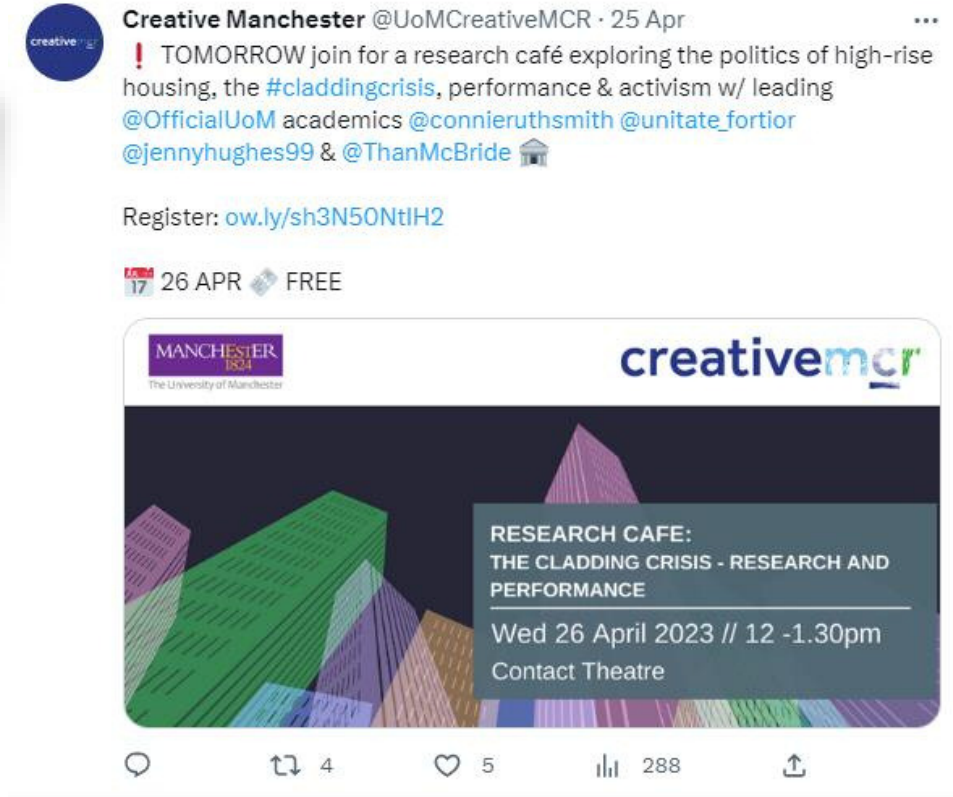 creative mcr
Creative Manchester @UoMCreativeMCR · 25 Apr
❗ TOMORROW join for a research café exploring the politics of high-rise
housing, the #claddingcrisis, performance & activism w/ leading
@OfficialUoM academics @connieruthsmith @unitate_fortior
@jennyhughes99 & @ThanMcBride 🏛️
Register: ow.ly/sh3N50NtIH2
📅 26 APR 🎟️ FREE
MANCHESTER
1824
The University of Manchester
creativemcr
RESEARCH CAFE:
THE CLADDING CRISIS - RESEARCH AND
PERFORMANCE
Wed 26 April 2023 // 12 -1.30pm
Contact Theatre
4 5 288